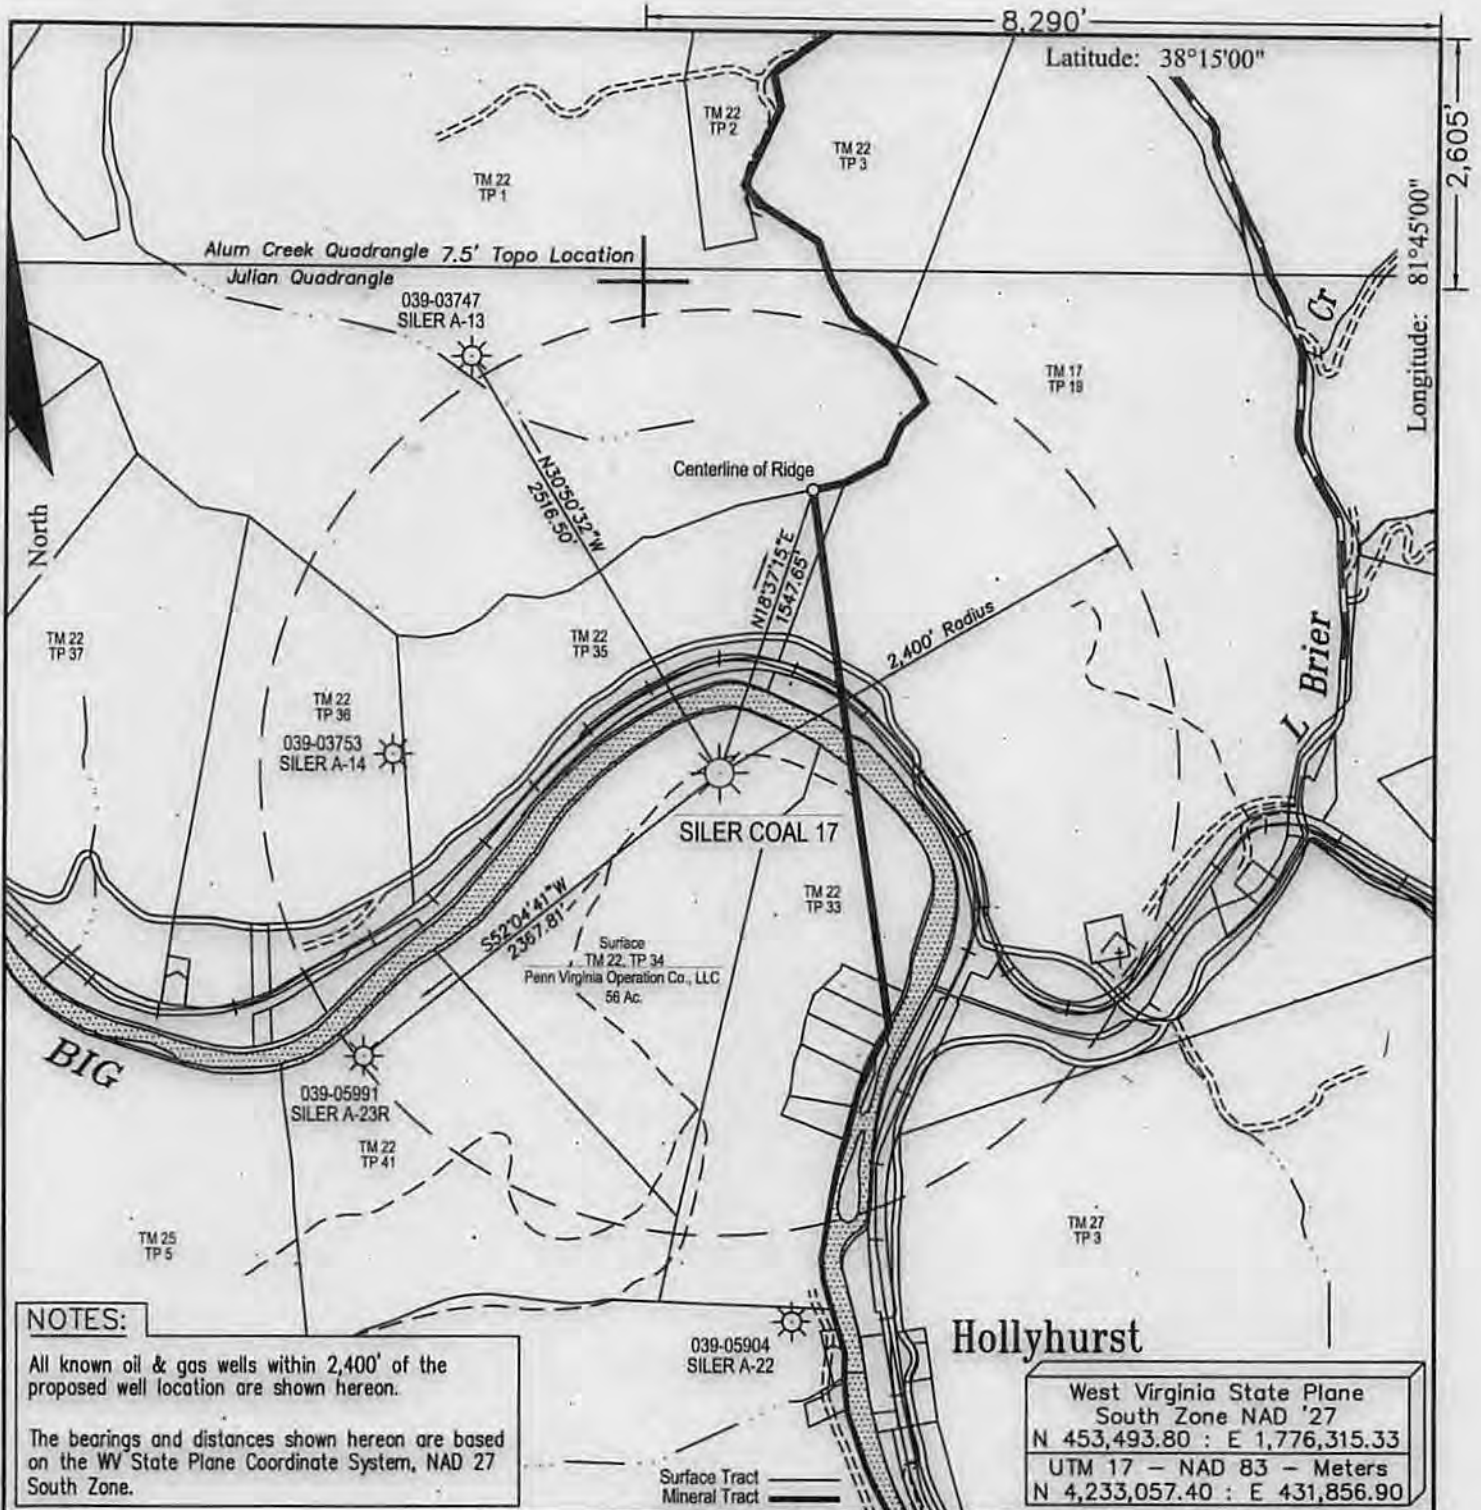 8,290'
Latitude: 38°15'00"
2,605'
Longitude: 81°45'00"
TM 22
TP 2
TM 22
TP 3
TM 22
TP 1
Alum Creek Quadrangle 7.5' Topo Location
Julian Quadrangle
039-03747
SILER A-13
Cr
TM 17
TP 19
Centerline of Ridge
N30°50'32"W
2516.50'
North
N18°37'15"E
1547.65'
2,400' Radius
TM 22
TP 37
TM 22
TP 35
L Brier
TM 22
TP 36
039-03753
SILER A-14
SILER COAL 17
TM 22
TP 33
S52°04'41"W
2367.81'
Surface
TM 22, TP 34
Penn Virginia Operation Co., LLC
56 Ac.
BIG
039-05991
SILER A-23R
TM 22
TP 41
TM 25
TP 5
TM 27
TP 3
NOTES:
All known oil & gas wells within 2,400' of the
proposed well location are shown hereon.
The bearings and distances shown hereon are based
on the WV State Plane Coordinate System, NAD 27
South Zone.
039-05904
SILER A-22
Hollyhurst
West Virginia State Plane
South Zone NAD '27
N 453,493.80 : E 1,776,315.33
UTM 17 - NAD 83 - Meters
N 4,233,057.40 : E 431,856.90
Surface Tract
Mineral Tract